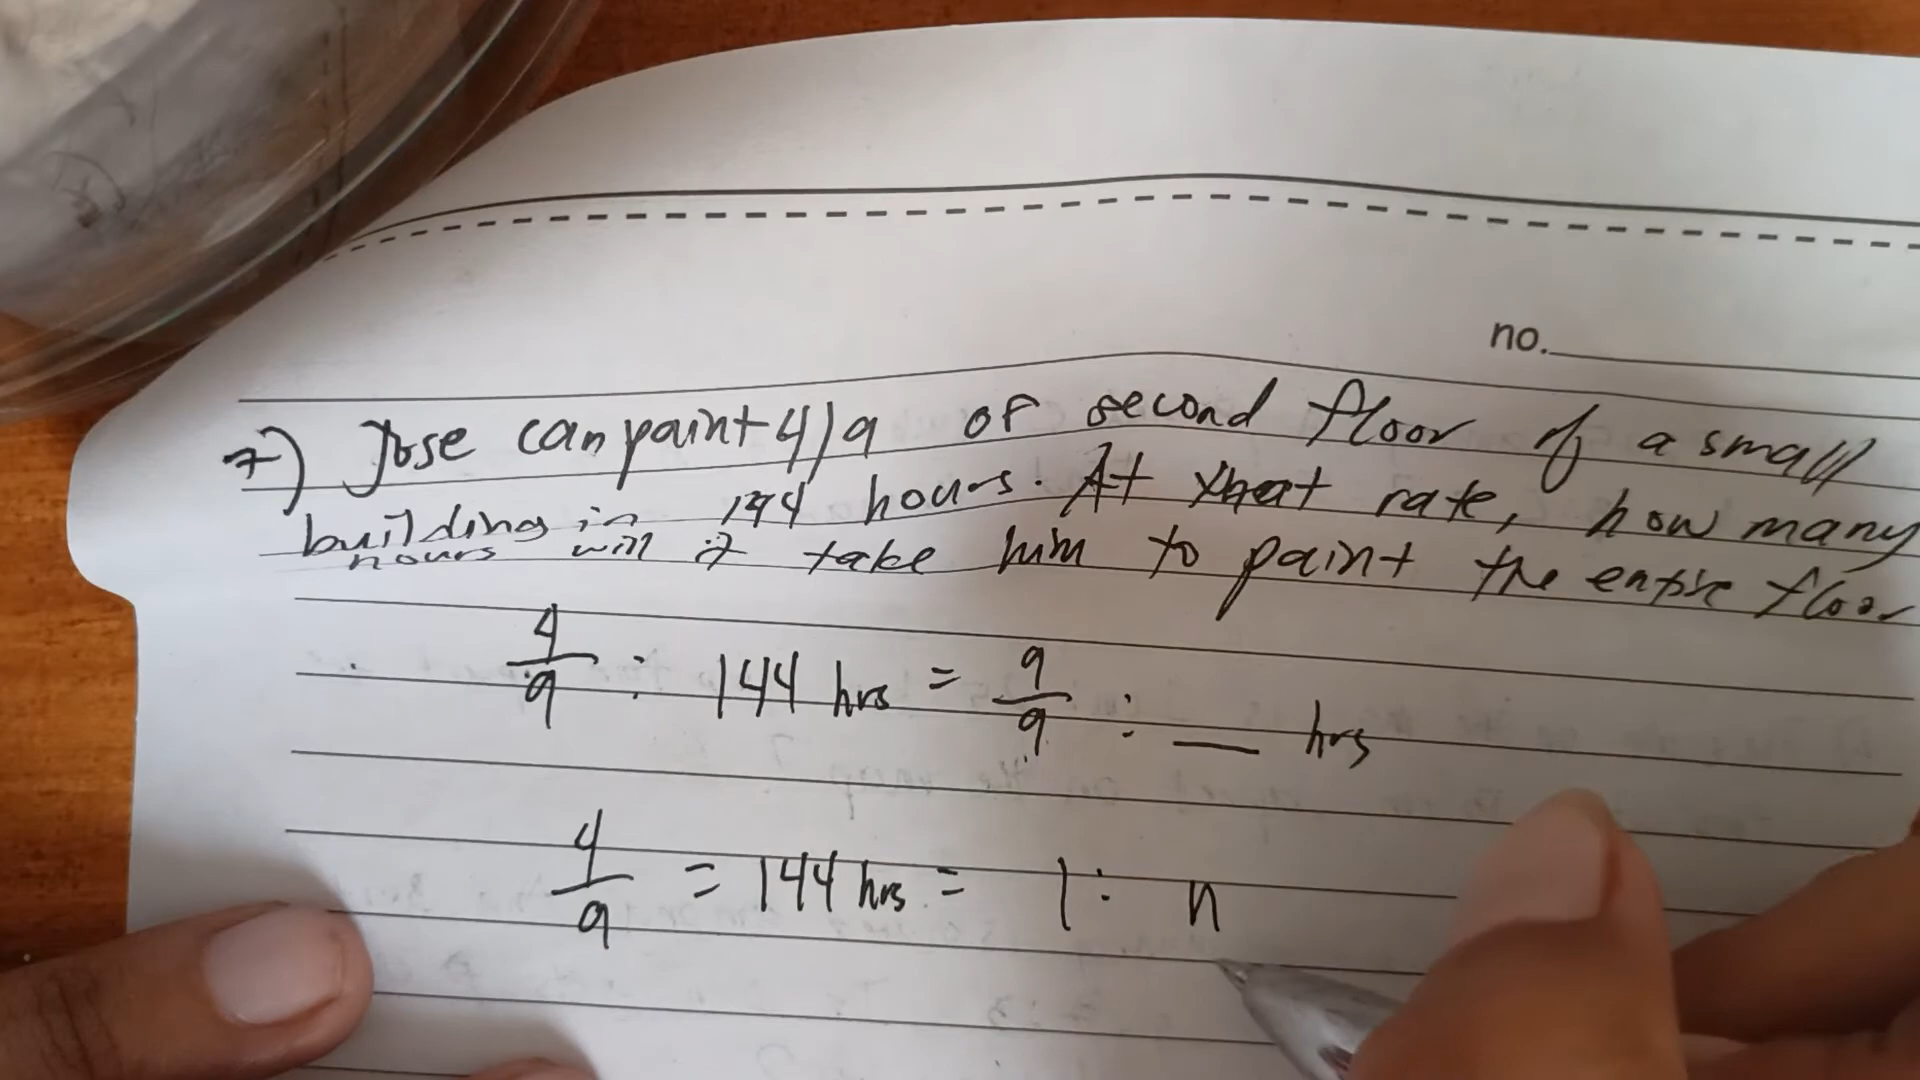 no.
7) Jose can paint 4/9 of second floor of a small
building in 144 hours. At that rate, how many
hours will it take him to paint the entire floor
4/9 : 144 hrs = 9/9 : __ hrs
4/9 = 144 hrs = 1 : n